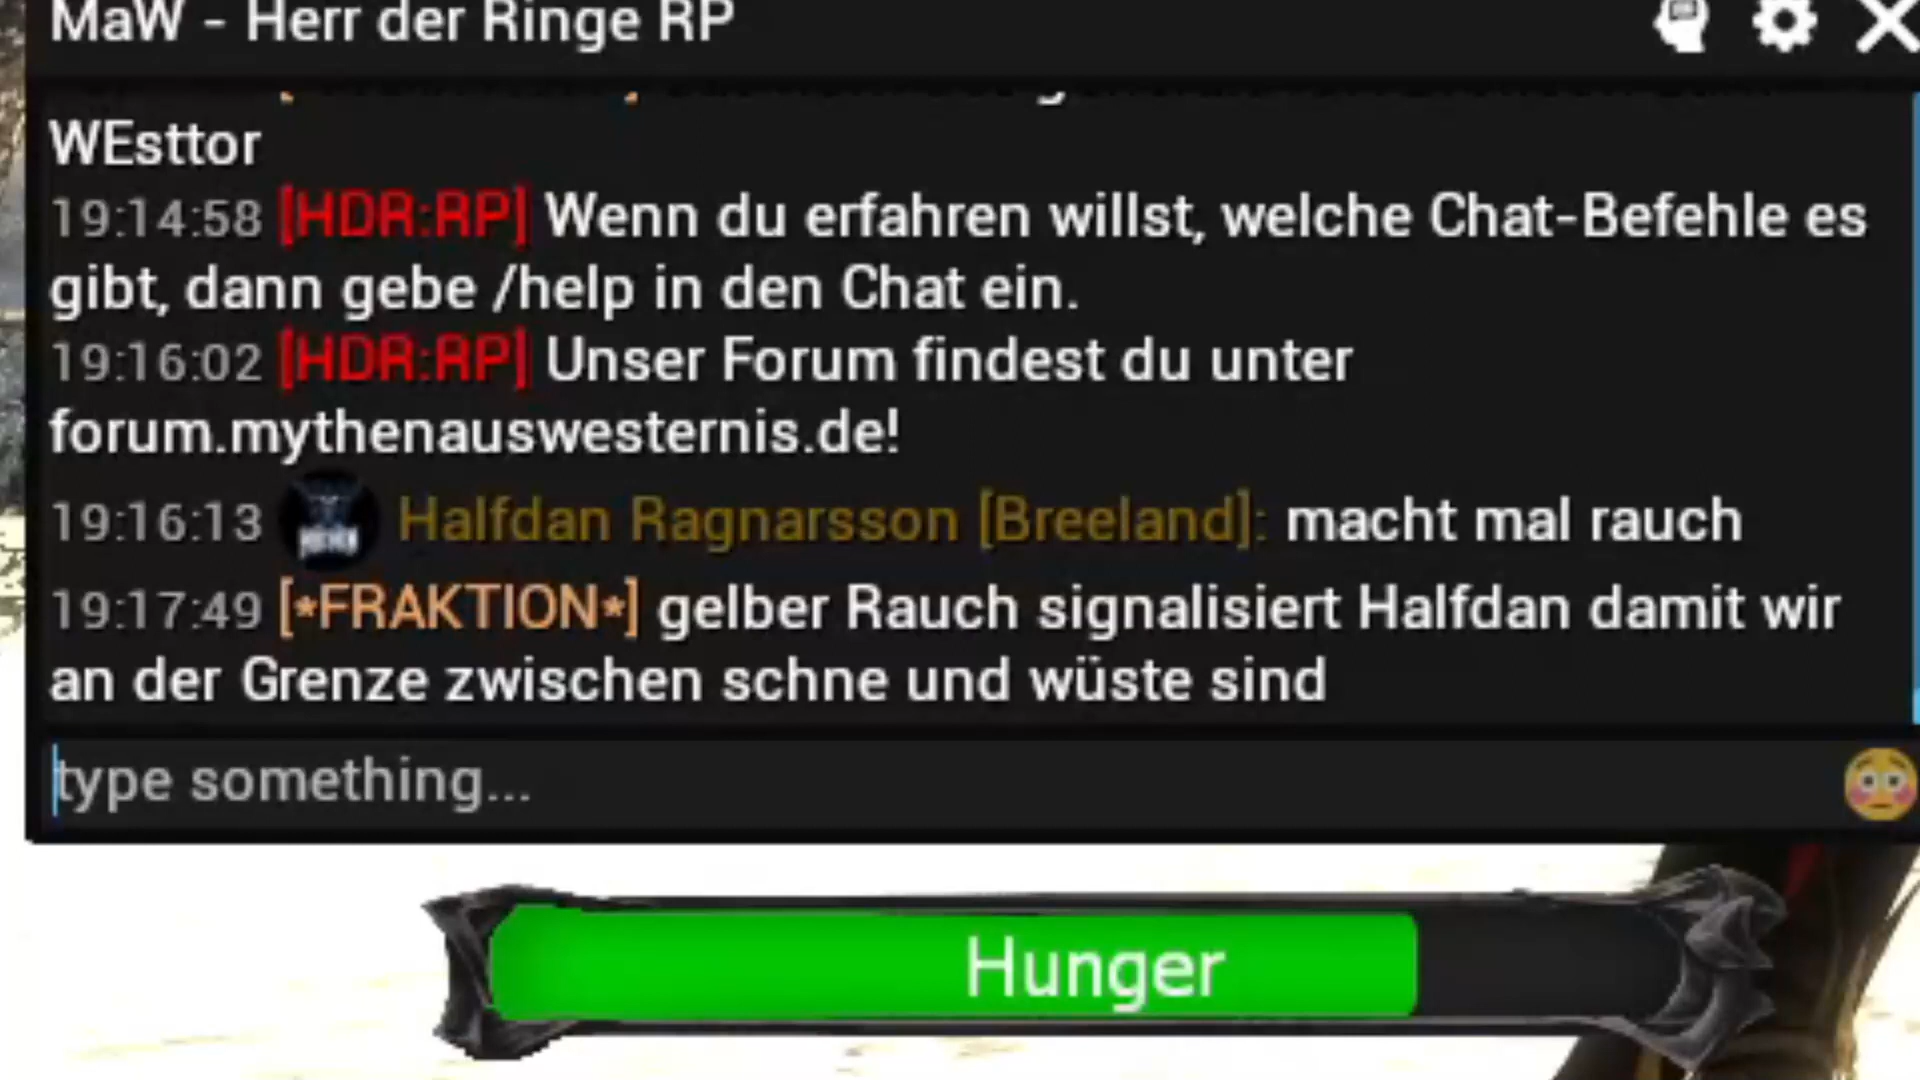 MaW - Herr der Ringe RP
WEsttor
19:14:58 [HDR:RP] Wenn du erfahren willst, welche Chat-Befehle es
gibt, dann gebe /help in den Chat ein.
19:16:02 [HDR:RP] Unser Forum findest du unter
forum.mythenauswesternis.de!
19:16:13 Halfdan Ragnarsson [Breeland]: macht mal rauch
19:17:49 [*FRAKTION*] gelber Rauch signalisiert Halfdan damit wir
an der Grenze zwischen schne und wüste sind
type something...
Hunger